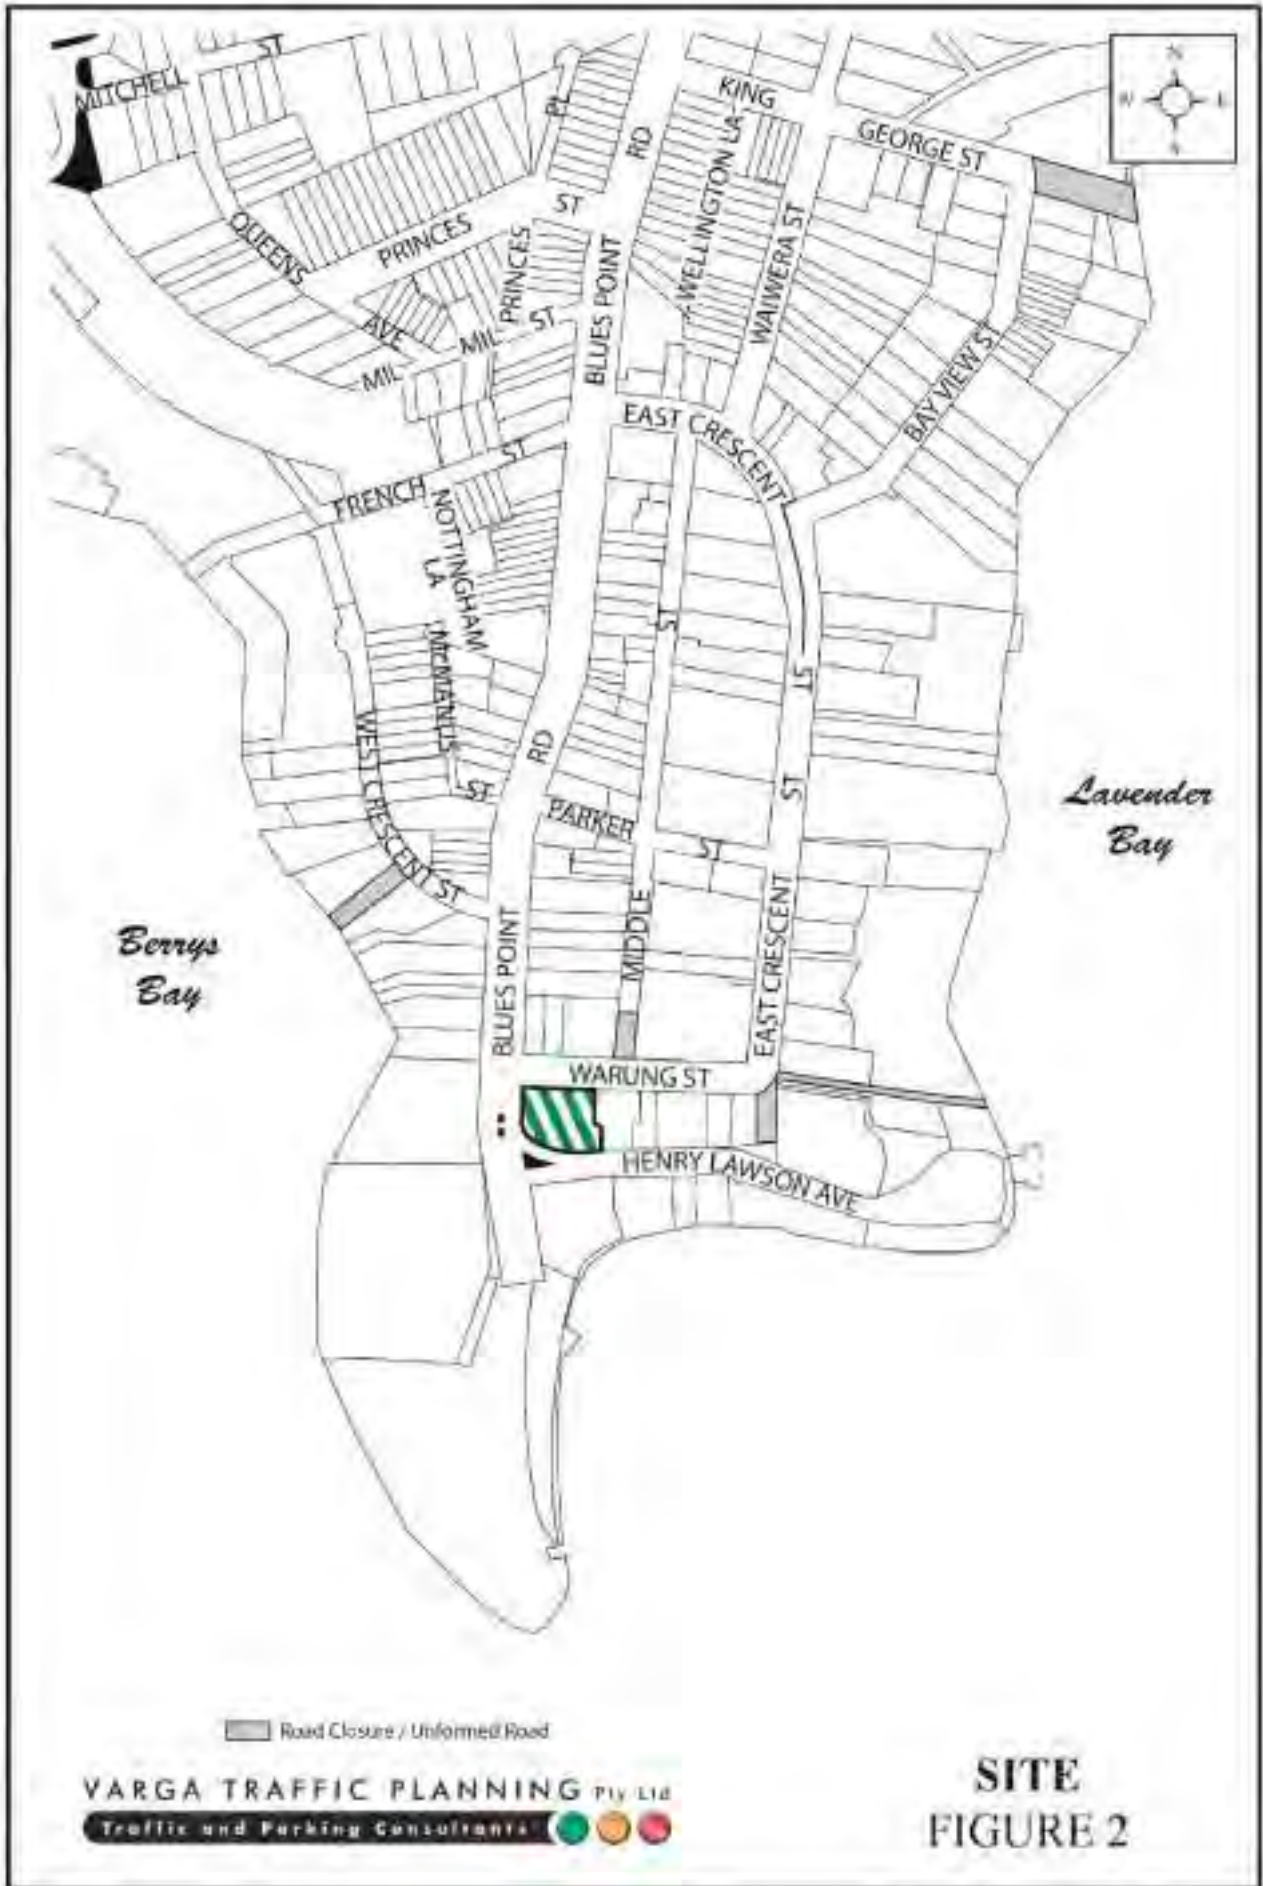 ST
MITCHELL
N
W E
S
KING
PL
RD
GEORGE ST
WELLINGTON LA
ST
PRINCES
QUEENS
PRINCES
WAIWERA ST
BLUES POINT
AVE
MIL
MIL
ST
BAY VIEW S
EAST CRESCENT
ST
FRENCH
NOTTINGHAM
LA
ST
McMANUS
ST
WEST CRESCENT ST
RD
ST
ST
PARKER
ST
Lavender
Bay
MIDDLE
BLUES POINT
EAST CRESCENT
Berrys
Bay
WARUNG ST
HENRY LAWSON AVE
Road Closure / Unformed Road
VARGA TRAFFIC PLANNING Pty Ltd
Traffic and Parking Consultants
SITE
FIGURE 2